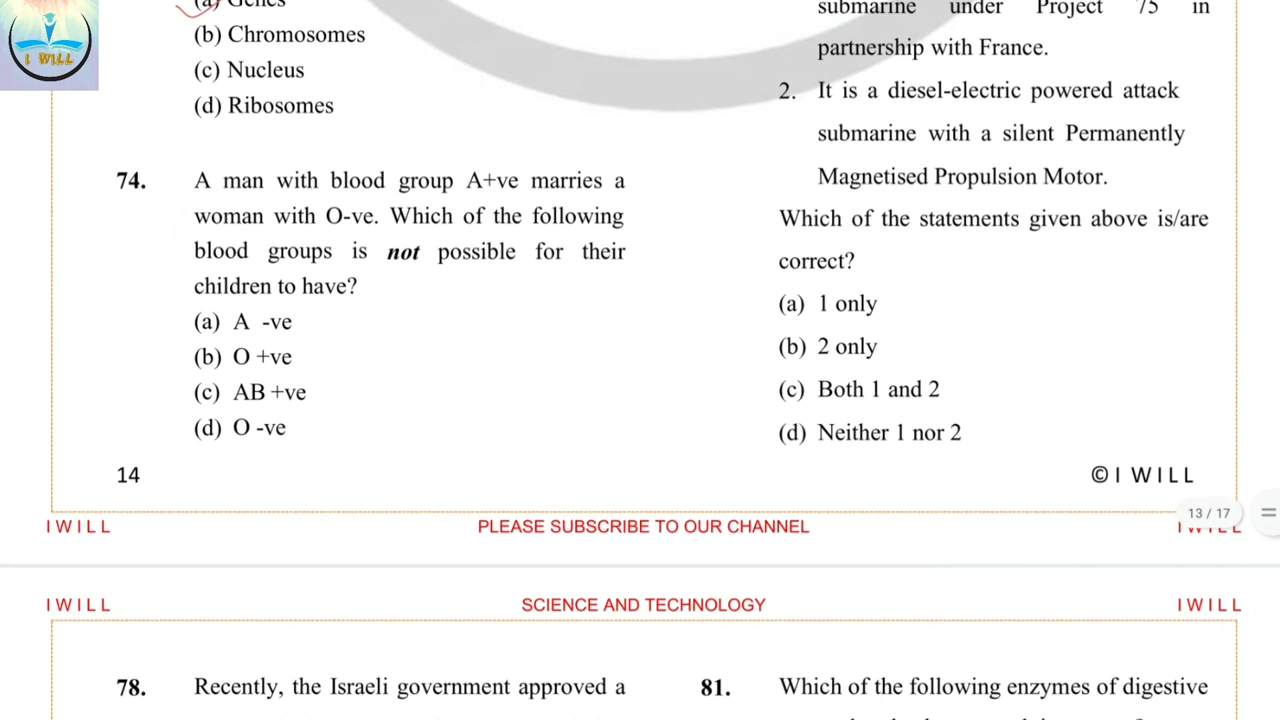 I WILL
(a) Genes
(b) Chromosomes
(c) Nucleus
(d) Ribosomes
74. A man with blood group A+ve marries a
woman with O-ve. Which of the following
blood groups is not possible for their
children to have?
(a) A -ve
(b) O +ve
(c) AB +ve
(d) O -ve
submarine under Project 75 in
partnership with France.
2. It is a diesel-electric powered attack
submarine with a silent Permanently
Magnetised Propulsion Motor.
Which of the statements given above is/are
correct?
(a) 1 only
(b) 2 only
(c) Both 1 and 2
(d) Neither 1 nor 2
14
©I WILL
13 / 17
I WILL PLEASE SUBSCRIBE TO OUR CHANNEL I WILL
I WILL SCIENCE AND TECHNOLOGY I WILL
78. Recently, the Israeli government approved a
81. Which of the following enzymes of digestive